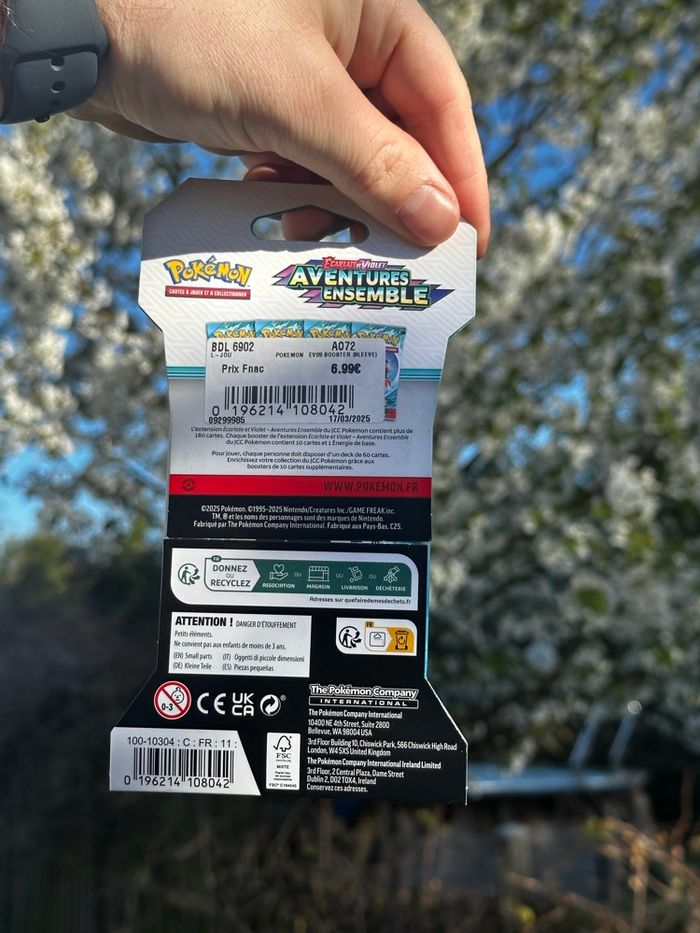 POKéMON
CARTES À JOUER ET À COLLECTIONNER
ÉCARLATE ET VIOLET
AVENTURES
ENSEMBLE
BDL 6902 A072
L-JOU POKEMON EV09 BOOSTER (SLEEVE)
Prix Fnac 6.99€
0 196214 108042
09299985 17/03/2025
L'extension Écarlate et Violet – Aventures Ensemble du JCC Pokémon contient plus de
180 cartes. Chaque booster de l'extension Écarlate et Violet – Aventures Ensemble
du JCC Pokémon contient 10 cartes et 1 Énergie de base.
Pour jouer, chaque personne doit disposer d'un deck de 60 cartes.
Enrichissez votre collection du JCC Pokémon grâce aux
boosters de 10 cartes supplémentaires.
WWW.POKEMON.FR
©2025 Pokémon. ©1995-2025 Nintendo/Creatures Inc./GAME FREAK inc.
TM, ® et les noms des personnages sont des marques de Nintendo.
Fabriqué par The Pokémon Company International. Fabriqué aux Pays-Bas. C25.
FR
DONNEZ
OU
RECYCLEZ
ASSOCIATION OU MAGASIN OU LIVRAISON OU DÉCHÈTERIE
Adresses sur quefairedemesdechets.fr
ATTENTION ! DANGER D'ÉTOUFFEMENT
Petits éléments.
Ne convient pas aux enfants de moins de 3 ans.
(EN) Small parts (IT) Oggetti di piccole dimensioni
(DE) Kleine Teile (ES) Piezas pequeñas
FR
0-3
CE UK
CA
The Pokémon Company
INTERNATIONAL
The Pokémon Company International
10400 NE 4th Street, Suite 2800
Bellevue, WA 98004 USA
3rd Floor Building 10, Chiswick Park, 566 Chiswick High Road
London, W4 5XS United Kingdom
The Pokémon Company International Ireland Limited
3rd Floor, 2 Central Plaza, Dame Street
Dublin 2, D02 T0X4, Ireland
Conservez ces adresses.
100-10304 : C : FR : 11 :
0 196214 108042
FSC
MIXTE